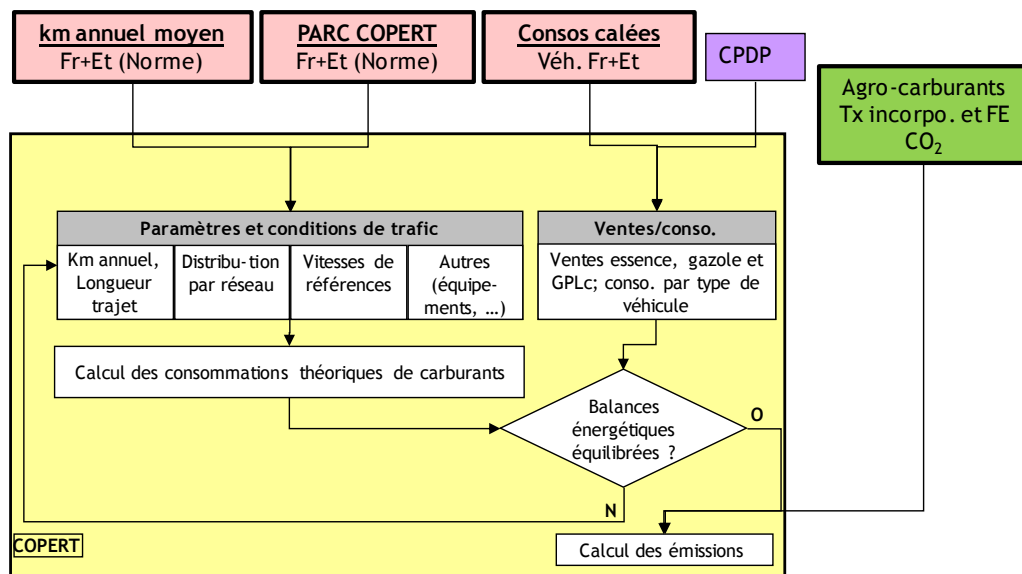 km annuel moyen
Fr+Et (Norme)
PARC COPERT
Fr+Et (Norme)
Consos calées
Véh. Fr+Et
CPDP
Agro-carburants
Tx incorpo. et FE
CO₂
Paramètres et conditions de trafic
Km annuel,
Longueur
trajet
Distribu-tion
par réseau
Vitesses de
références
Autres
(équipe-
ments, ...)
Ventes/conso.
Ventes essence, gazole et
GPLc; conso. par type de
véhicule
Calcul des consommations théoriques de carburants
Balances
énergétiques
équilibrées ?
O
N
COPERT
Calcul des émissions